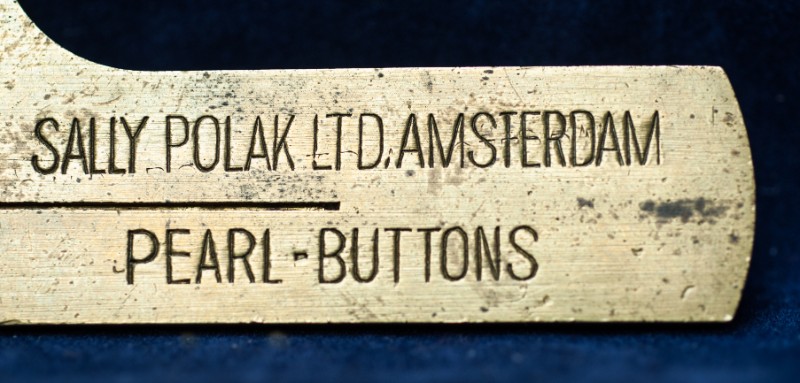 SALLY POLAK LTD. AMSTERDAM
PEARL-BUTTONS